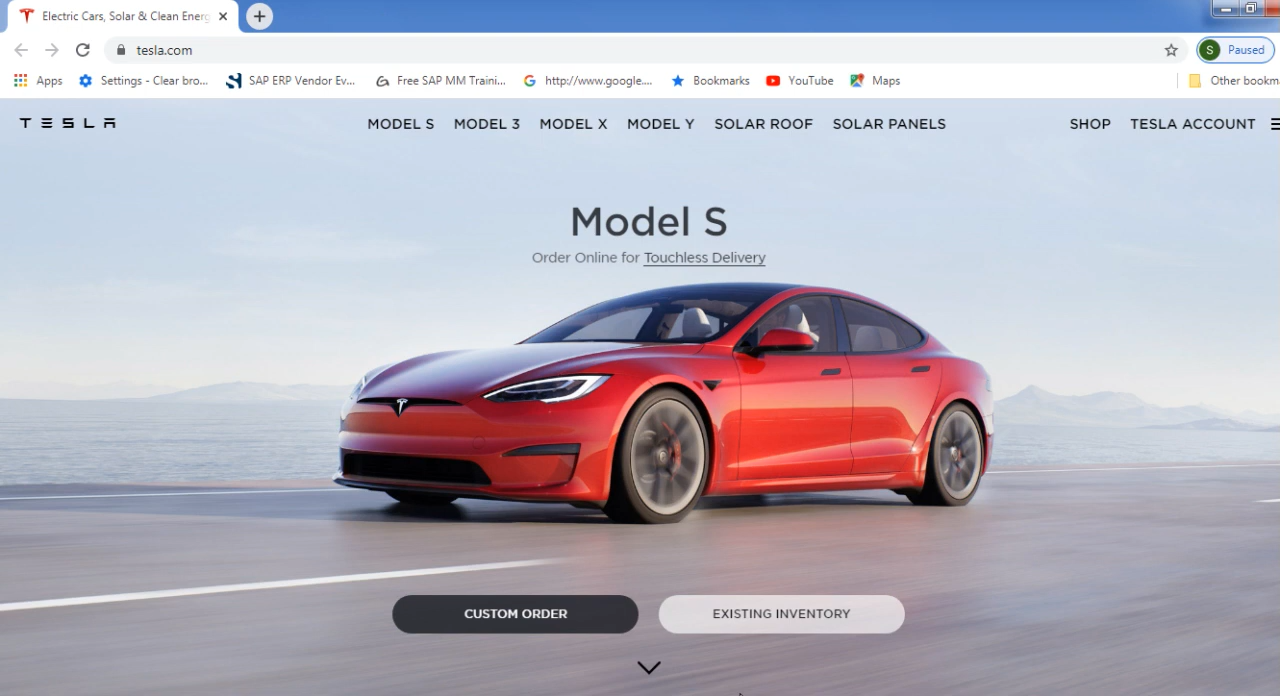 Electric Cars, Solar & Clean Energ
tesla.com
S Paused
Apps Settings - Clear bro... SAP ERP Vendor Ev... Free SAP MM Traini... http://www.google.... Bookmarks YouTube Maps Other bookm
TESLA MODEL S MODEL 3 MODEL X MODEL Y SOLAR ROOF SOLAR PANELS SHOP TESLA ACCOUNT
Model S
Order Online for Touchless Delivery
CUSTOM ORDER EXISTING INVENTORY